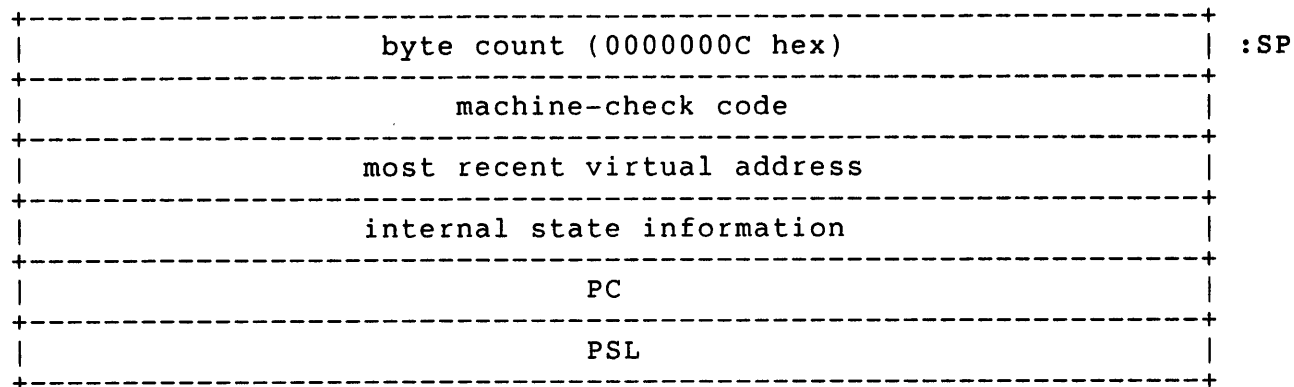 byte count (0000000C hex) :SP
machine-check code
most recent virtual address
internal state information
PC
PSL